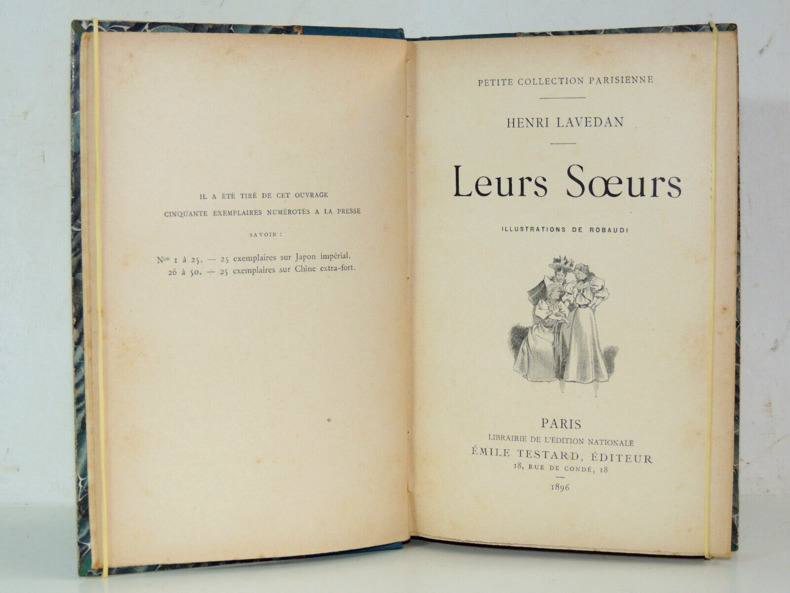 IL A ÉTÉ TIRÉ DE CET OUVRAGE
CINQUANTE EXEMPLAIRES NUMÉROTÉS A LA PRESSE
SAVOIR :
Nos 1 à 25. — 25 exemplaires sur Japon impérial.
26 à 50. — 25 exemplaires sur Chine extra-fort.
PETITE COLLECTION PARISIENNE
HENRI LAVEDAN
Leurs Sœurs
ILLUSTRATIONS DE ROBAUDI
PARIS
LIBRAIRIE DE L'ÉDITION NATIONALE
ÉMILE TESTARD, ÉDITEUR
18, RUE DE CONDÉ, 18
1896